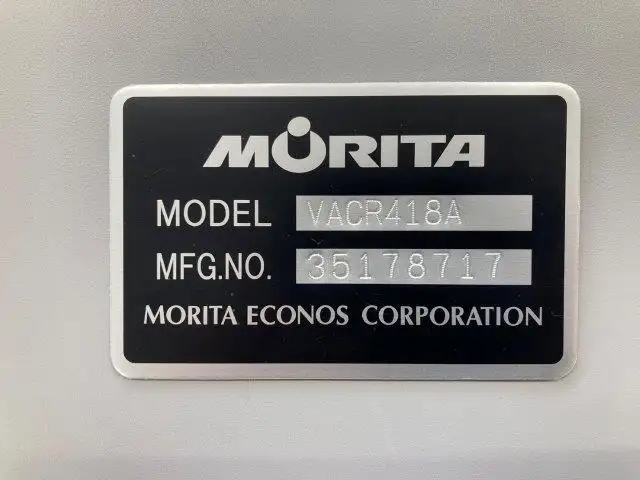 MORITA
MODEL VACR418A
MFG.NO. 35178717
MORITA ECONOS CORPORATION